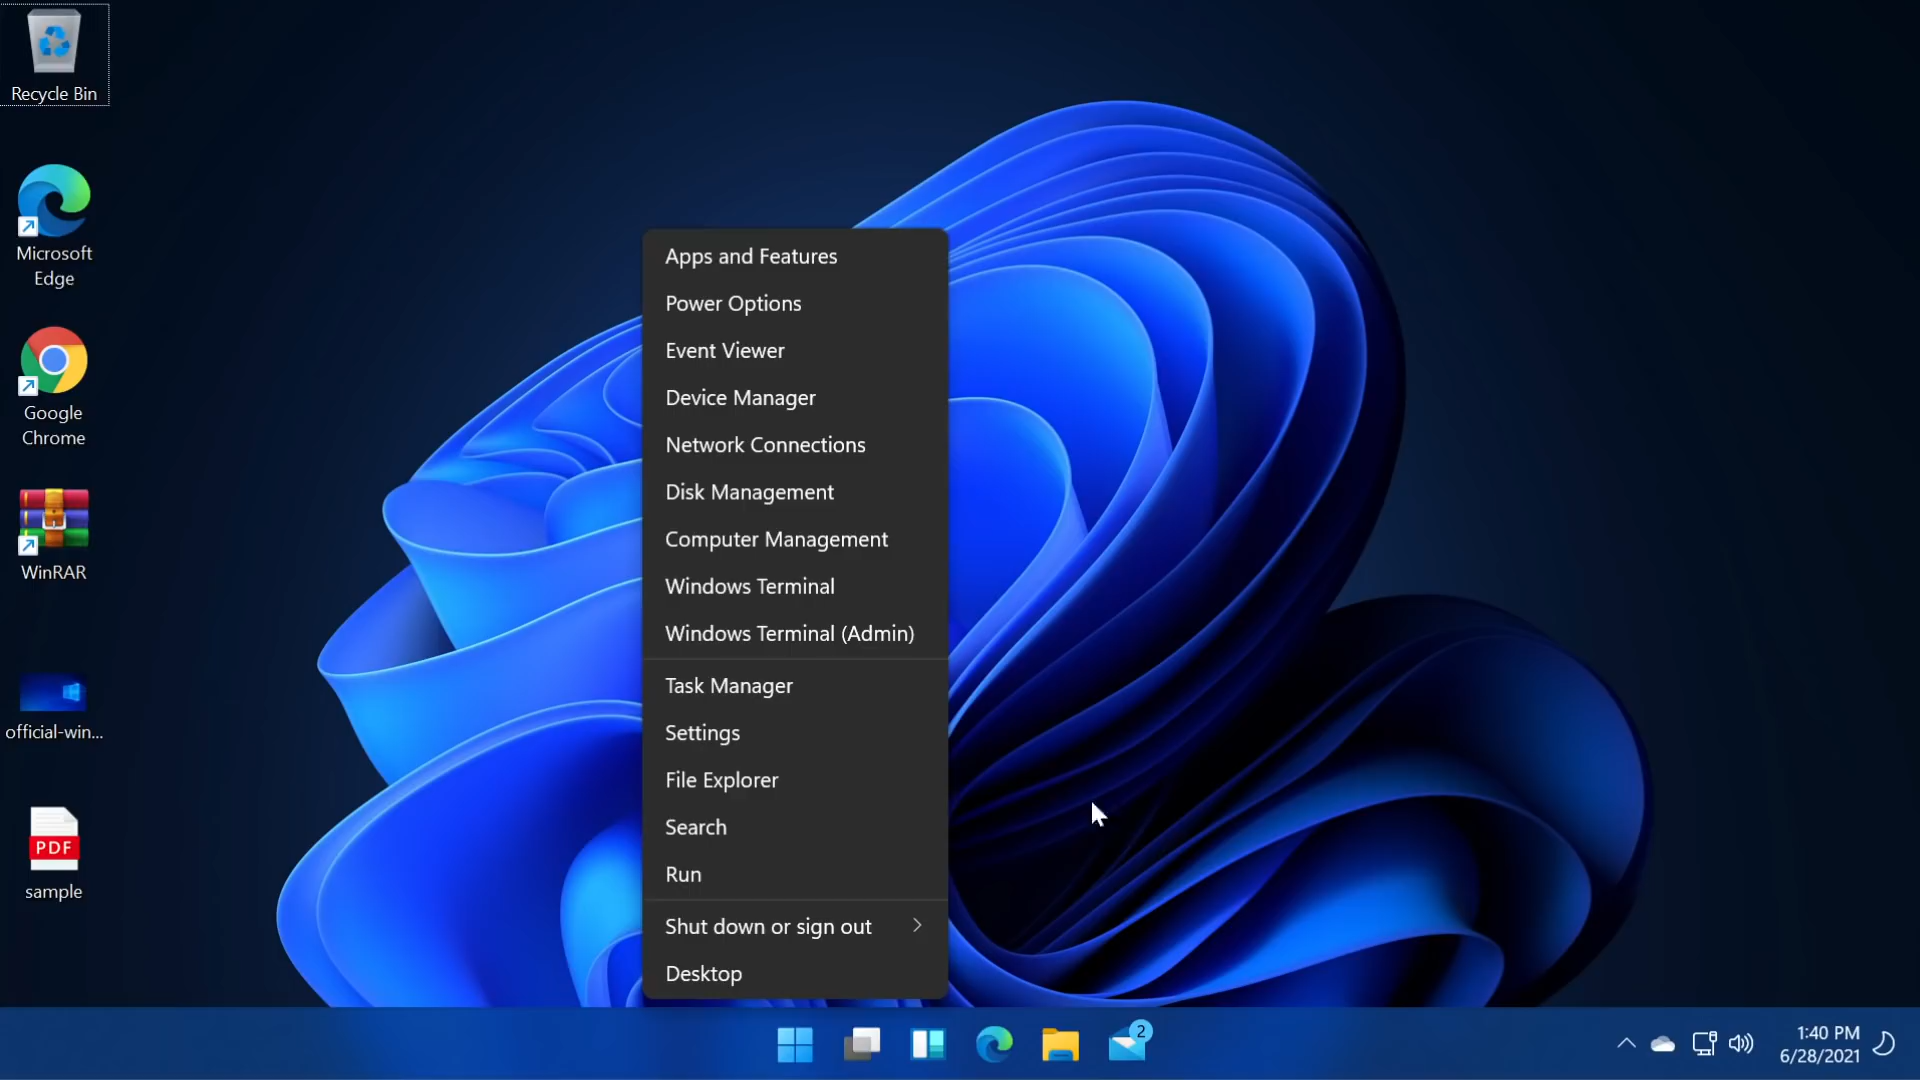 Recycle Bin
Microsoft
Edge
Google
Chrome
WinRAR
official-win...
PDF
sample
Apps and Features
Power Options
Event Viewer
Device Manager
Network Connections
Disk Management
Computer Management
Windows Terminal
Windows Terminal (Admin)
Task Manager
Settings
File Explorer
Search
Run
Shut down or sign out
Desktop
2
1:40 PM
6/28/2021